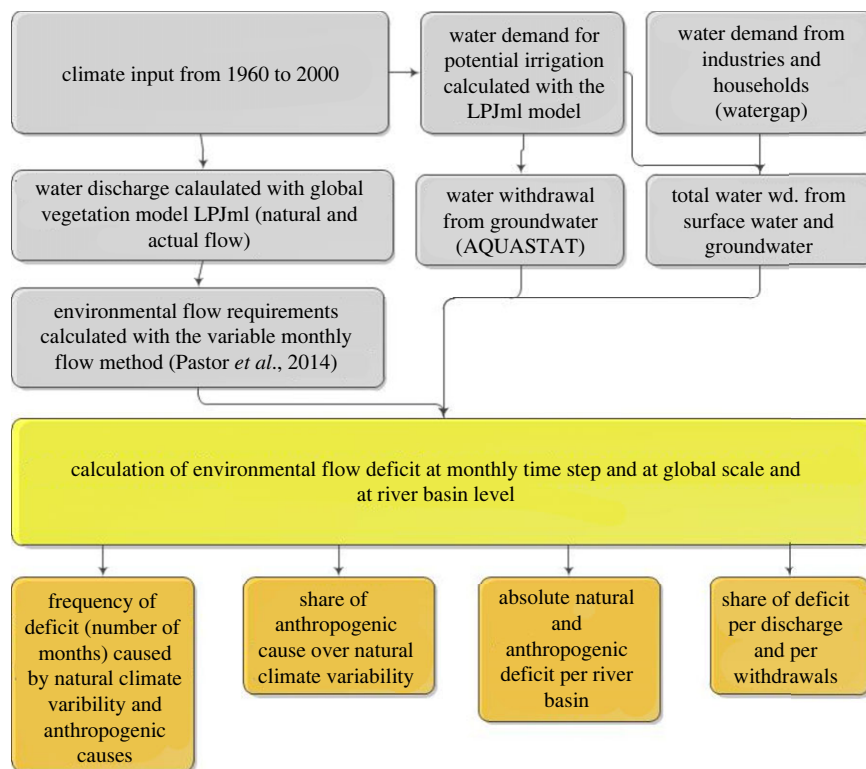 climate input from 1960 to 2000
water demand for
potential irrigation
calculated with the
LPJml model
water demand from
industries and
households
(watergap)
water discharge calaulated with global
vegetation model LPJml (natural and
actual flow)
water withdrawal
from groundwater
(AQUASTAT)
total water wd. from
surface water and
groundwater
environmental flow requirements
calculated with the variable monthly
flow method (Pastor et al., 2014)
calculation of environmental flow deficit at monthly time step and at global scale and
at river basin level
frequency of
deficit (number of
months) caused
by natural climate
varibility and
anthropogenic
causes
share of
anthropogenic
cause over natural
climate variability
absolute natural
and
anthropogenic
deficit per river
basin
share of deficit
per discharge
and per
withdrawals